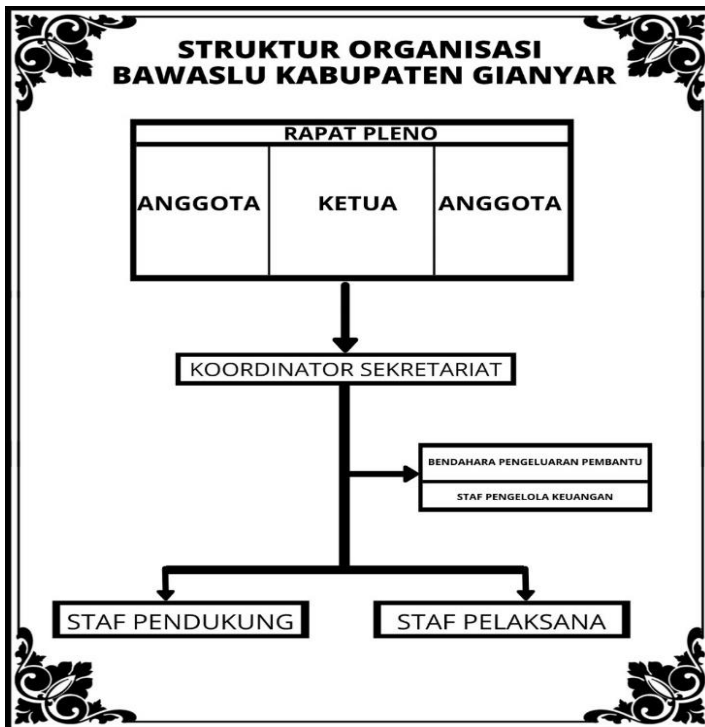 STRUKTUR ORGANISASI
BAWASLU KABUPATEN GIANYAR
RAPAT PLENO
ANGGOTA
KETUA
ANGGOTA
KOORDINATOR SEKRETARIAT
BENDAHARA PENGELUARAN PEMBANTU
STAF PENGELOLA KEUANGAN
STAF PENDUKUNG
STAF PELAKSANA